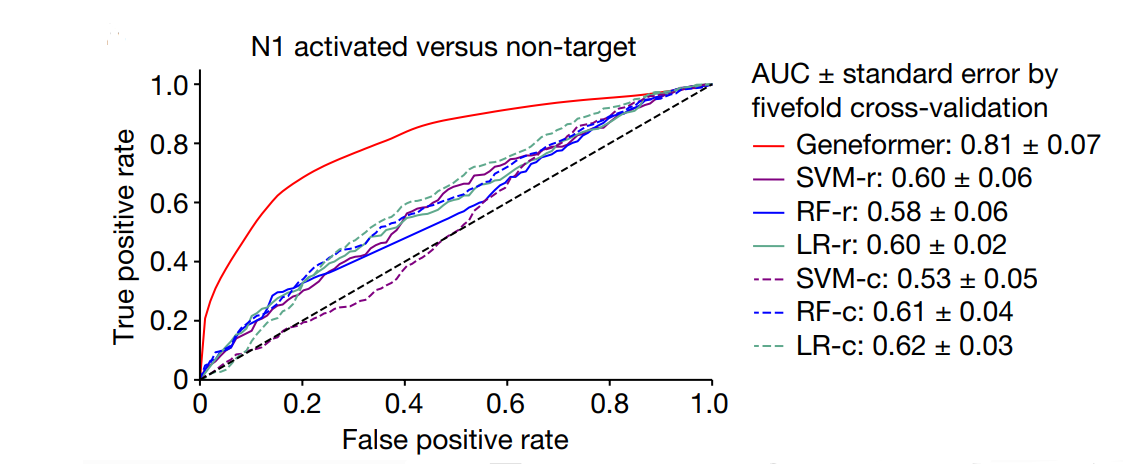 N1 activated versus non-target
True positive rate
1.0
0.8
0.6
0.4
0.2
0
0
0.2
0.4
0.6
0.8
1.0
False positive rate
AUC ± standard error by
fivefold cross-validation
Geneformer: 0.81 ± 0.07
SVM-r: 0.60 ± 0.06
RF-r: 0.58 ± 0.06
LR-r: 0.60 ± 0.02
SVM-c: 0.53 ± 0.05
RF-c: 0.61 ± 0.04
LR-c: 0.62 ± 0.03